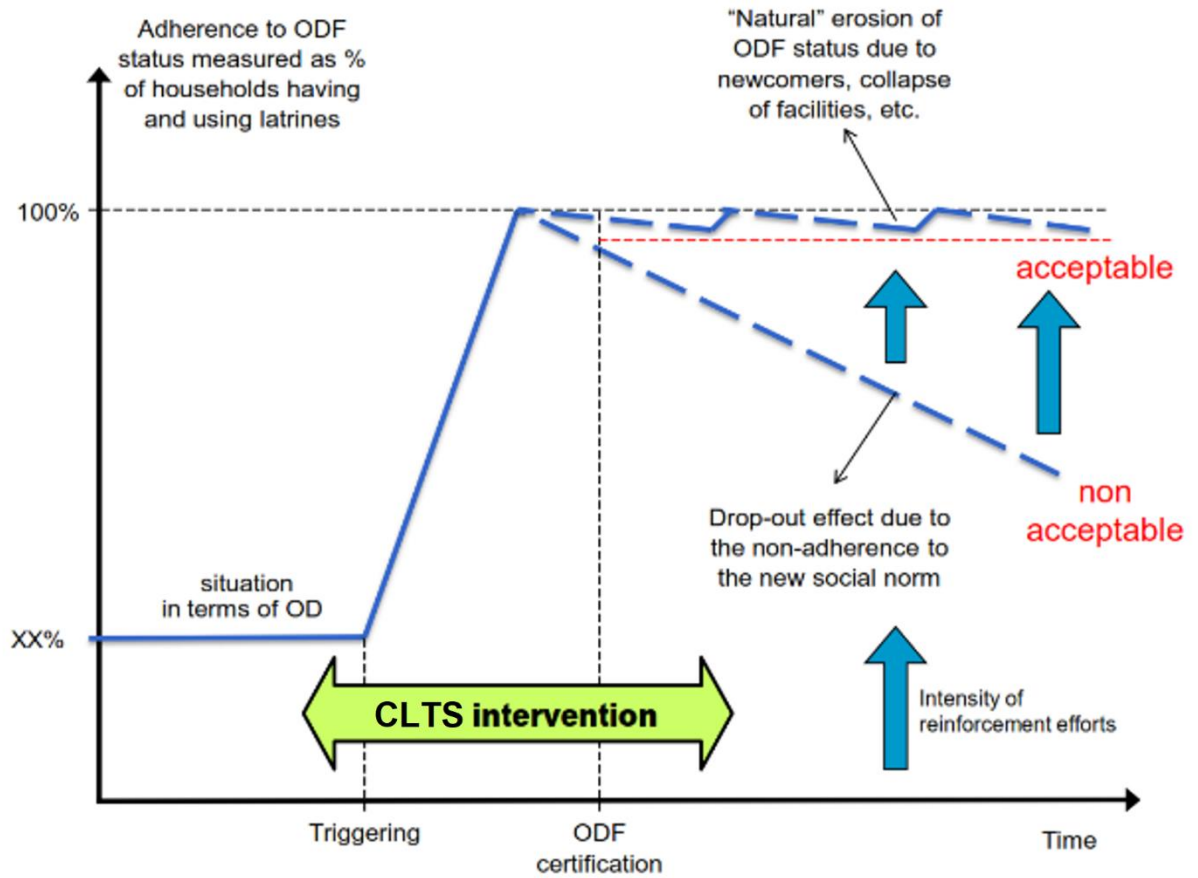 Adherence to ODF
status measured as %
of households having
and using latrines
“Natural” erosion of
ODF status due to
newcomers, collapse
of facilities, etc.
100%
acceptable
non
acceptable
Drop-out effect due to
the non-adherence to
the new social norm
situation
in terms of OD
XX%
CLTS intervention
Intensity of
reinforcement efforts
Triggering
ODF
certification
Time